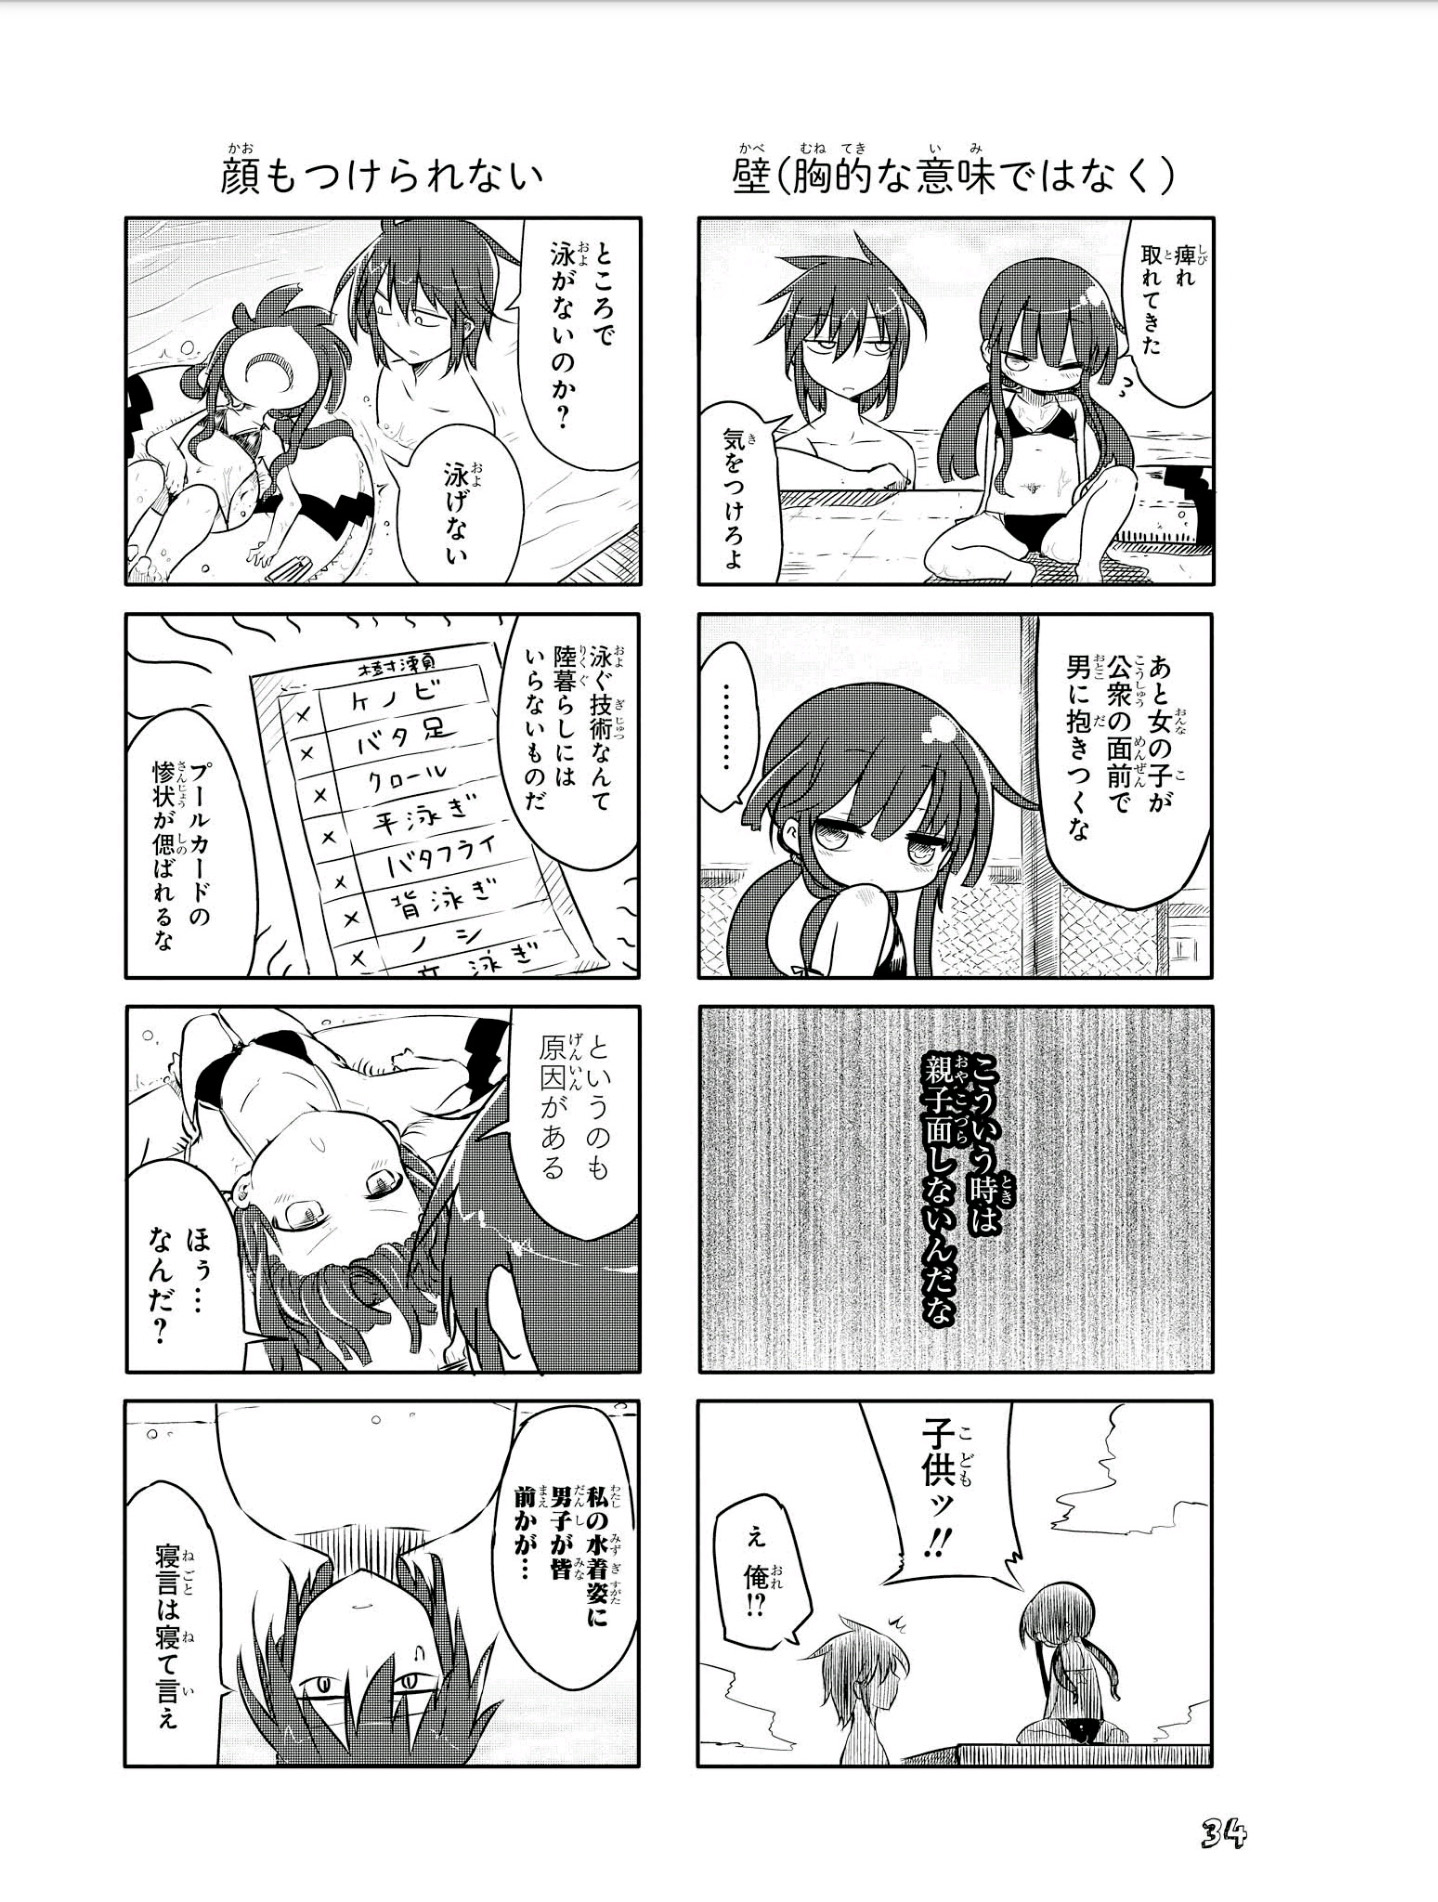 壁(胸的な意味ではなく)
痺れ
取れてきた
気をつけろよ
あと女の子が
公衆の面前で
男に抱きつくな
………
こういう時は
親子面しないんだな
子供ッ!!
え 俺!?
顔もつけられない
ところで
泳がないのか?
泳げない
泳ぐ技術なんて
陸暮らしには
いらないものだ
樹瀬
× ケノビ
× バタ足
× クロール
× 平泳ぎ
× バタフライ
× 背泳ぎ
× ノシ
立泳ぎ
プールカードの
惨状が偲ばれるな
というのも
原因がある
ほぅ…
なんだ?
私の水着姿に
男子が皆
前かが…
寝言は寝て言え
34